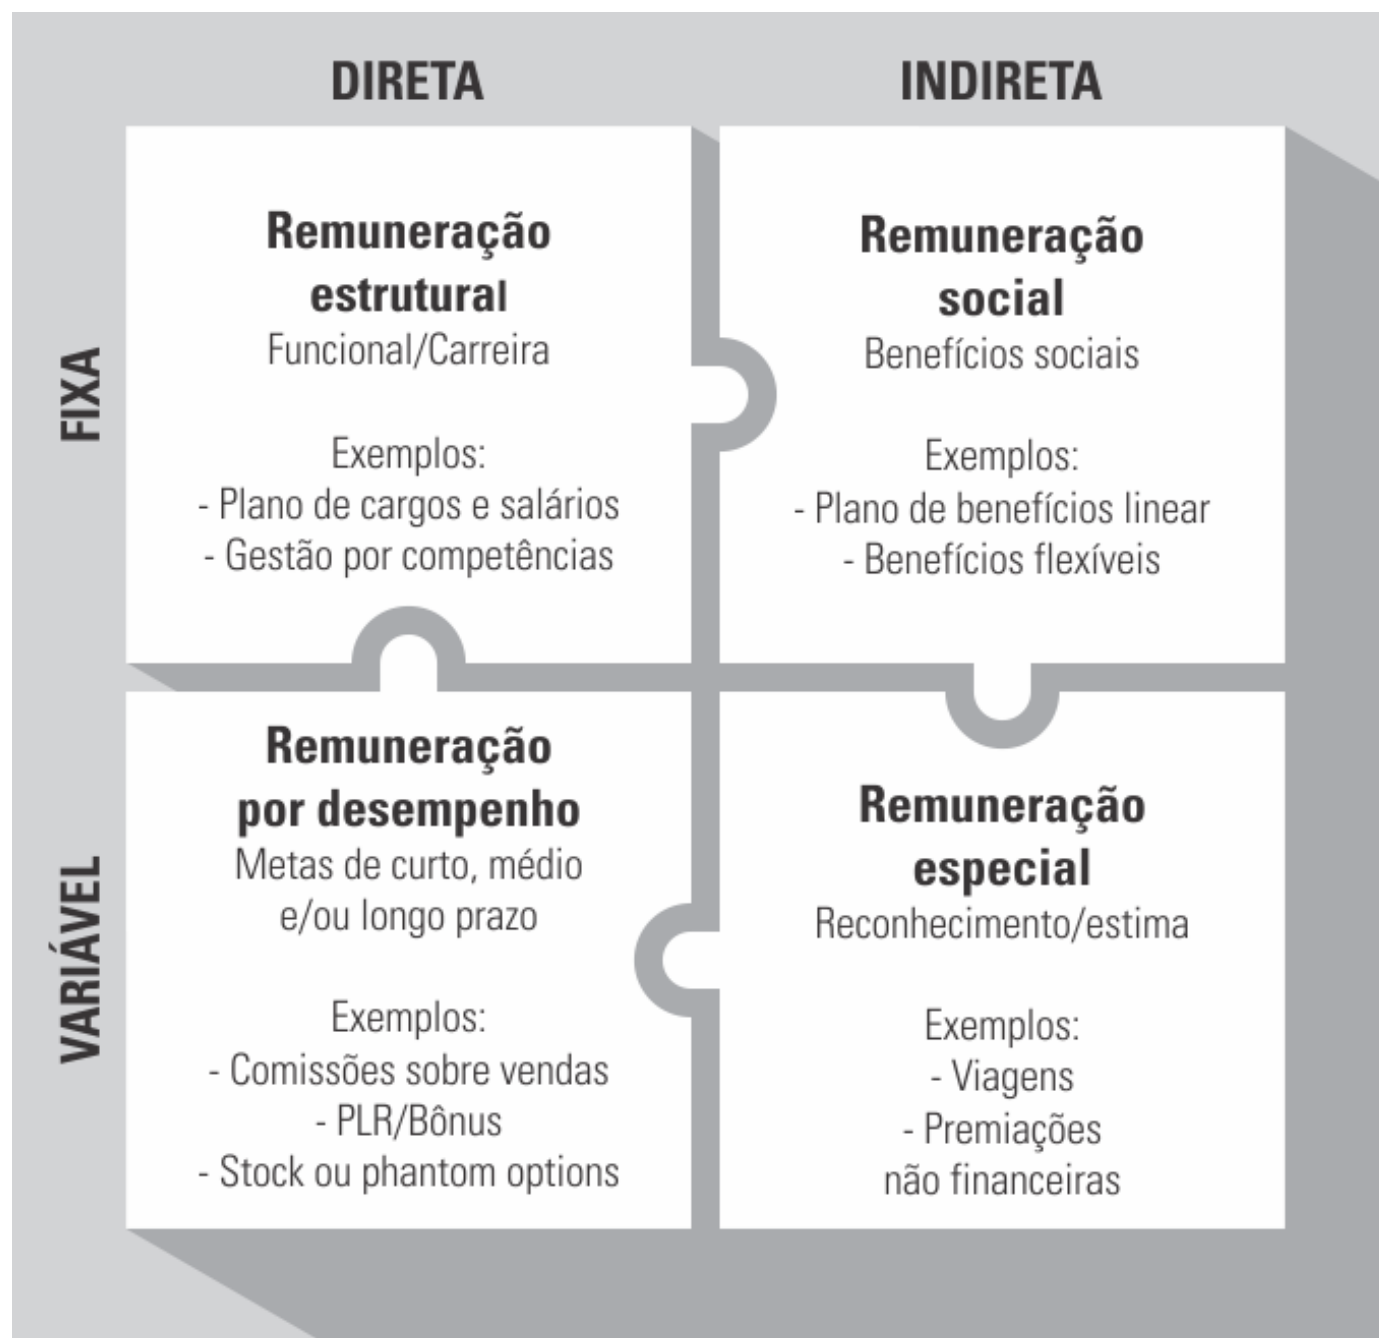 DIRETA
INDIRETA
FIXA
Remuneração
estrutural
Funcional/Carreira
Exemplos:
- Plano de cargos e salários
- Gestão por competências
Remuneração
social
Benefícios sociais
Exemplos:
- Plano de benefícios linear
- Benefícios flexíveis
VARIÁVEL
Remuneração
por desempenho
Metas de curto, médio
e/ou longo prazo
Exemplos:
- Comissões sobre vendas
- PLR/Bônus
- Stock ou phantom options
Remuneração
especial
Reconhecimento/estima
Exemplos:
- Viagens
- Premiações
não financeiras